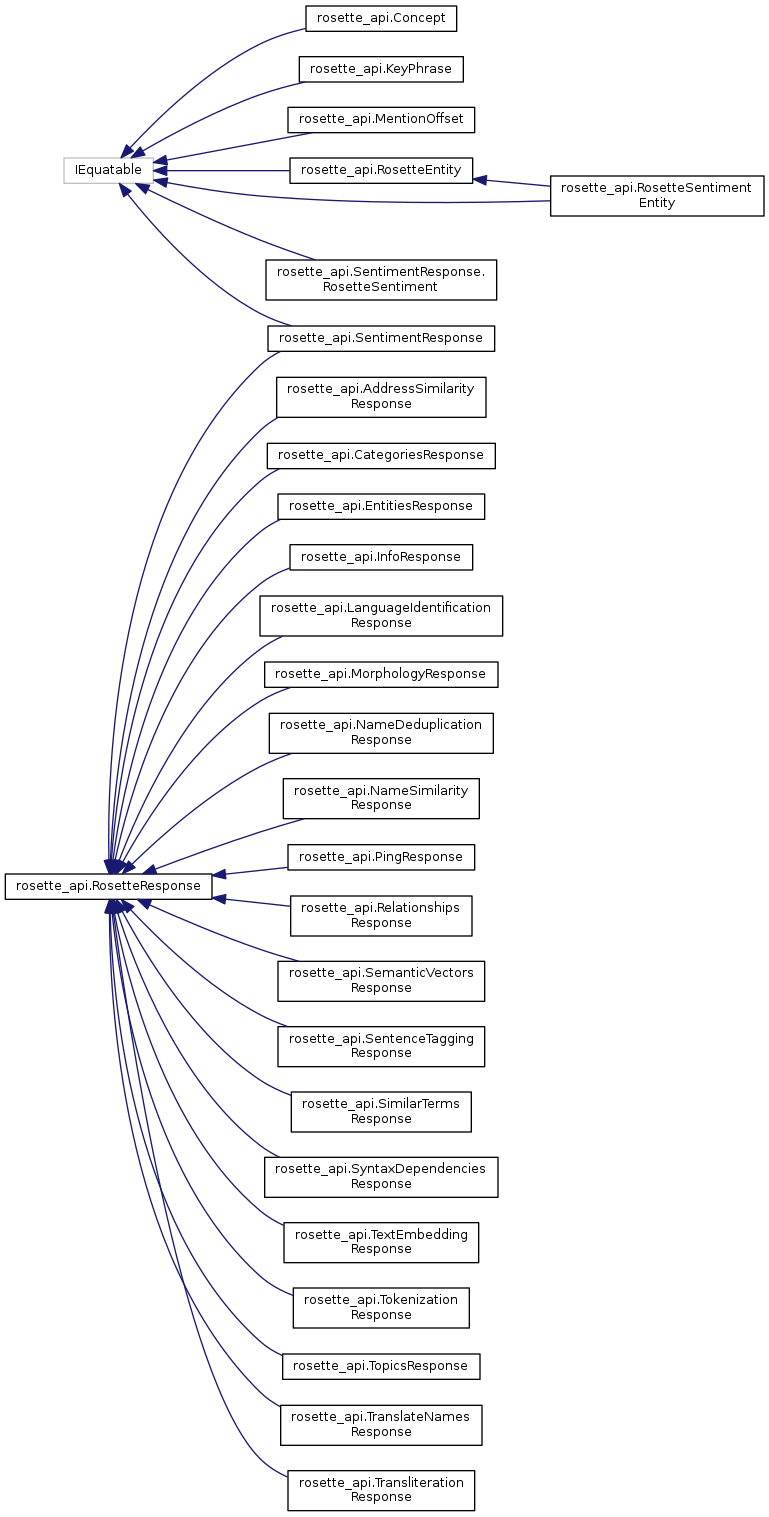 rosette_api.Concept
rosette_api.KeyPhrase
rosette_api.MentionOffset
IEquatable
rosette_api.RosetteEntity
rosette_api.RosetteSentiment
Entity
rosette_api.SentimentResponse.
RosetteSentiment
rosette_api.SentimentResponse
rosette_api.AddressSimilarity
Response
rosette_api.CategoriesResponse
rosette_api.EntitiesResponse
rosette_api.InfoResponse
rosette_api.LanguageIdentification
Response
rosette_api.MorphologyResponse
rosette_api.NameDeduplication
Response
rosette_api.NameSimilarity
Response
rosette_api.PingResponse
rosette_api.RosetteResponse
rosette_api.Relationships
Response
rosette_api.SemanticVectors
Response
rosette_api.SentenceTagging
Response
rosette_api.SimilarTerms
Response
rosette_api.SyntaxDependencies
Response
rosette_api.TextEmbedding
Response
rosette_api.Tokenization
Response
rosette_api.TopicsResponse
rosette_api.TranslateNames
Response
rosette_api.Transliteration
Response